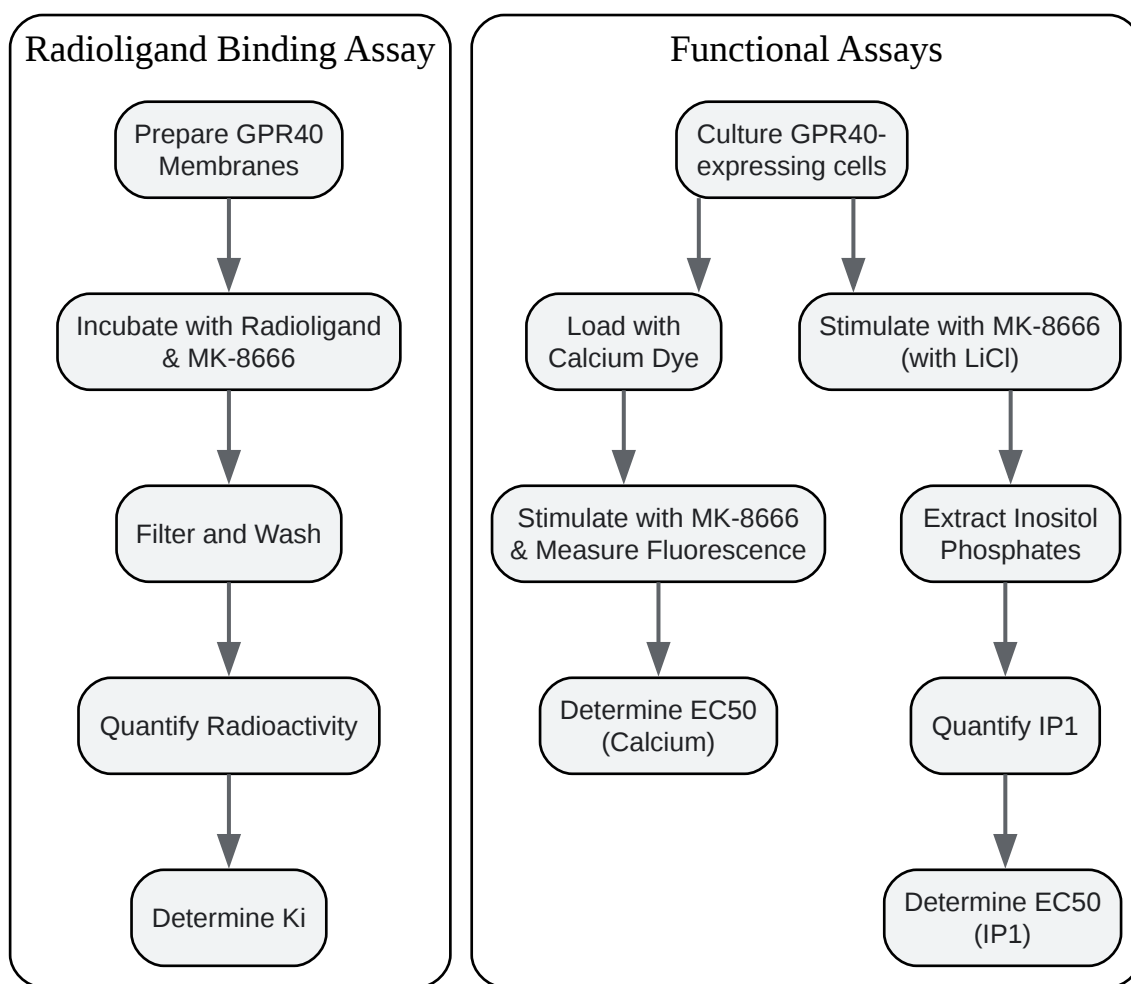 Radioligand Binding Assay
Prepare GPR40
Membranes
Incubate with Radioligand
& MK-8666
Filter and Wash
Quantify Radioactivity
Determine Ki
Functional Assays
Culture GPR40-
expressing cells
Load with
Calcium Dye
Stimulate with MK-8666
& Measure Fluorescence
Determine EC50
(Calcium)
Stimulate with MK-8666
(with LiCl)
Extract Inositol
Phosphates
Quantify IP1
Determine EC50
(IP1)